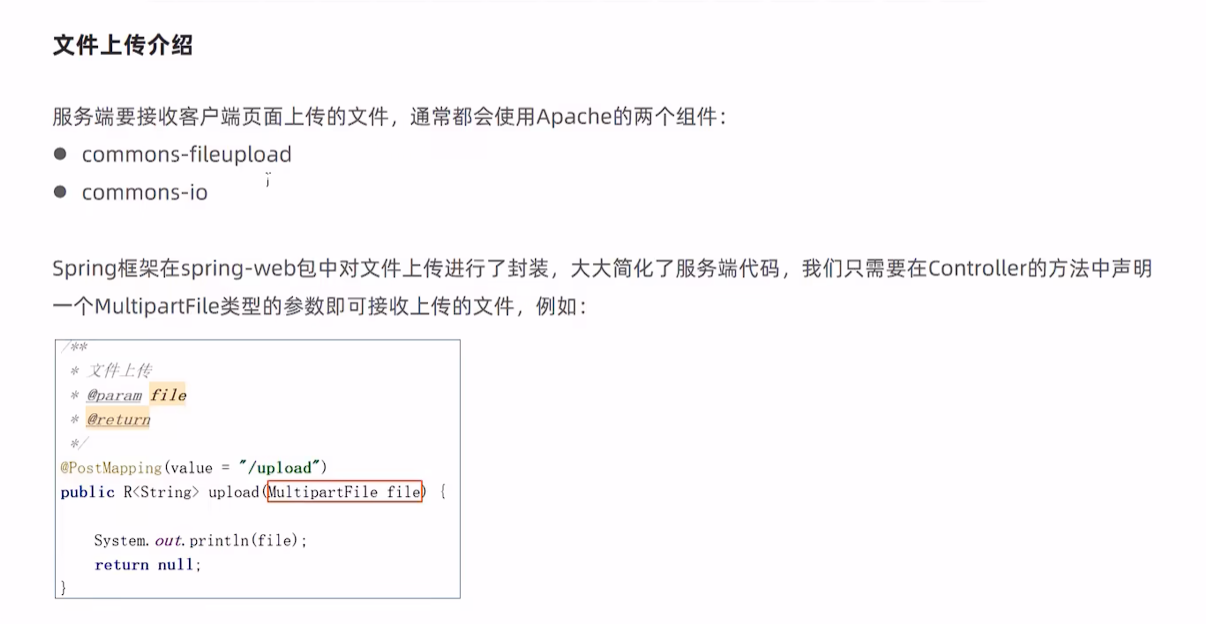 文件上传介绍
服务端要接收客户端页面上传的文件，通常都会使用Apache的两个组件：
● commons-fileupload
● commons-io
Spring框架在spring-web包中对文件上传进行了封装，大大简化了服务端代码，我们只需要在Controller的方法中声明
一个MultipartFile类型的参数即可接收上传的文件，例如：
/**
* 文件上传
* @param file
* @return
*/
@PostMapping(value = "/upload")
public R<String> upload(MultipartFile file) {
System.out.println(file);
return null;
}